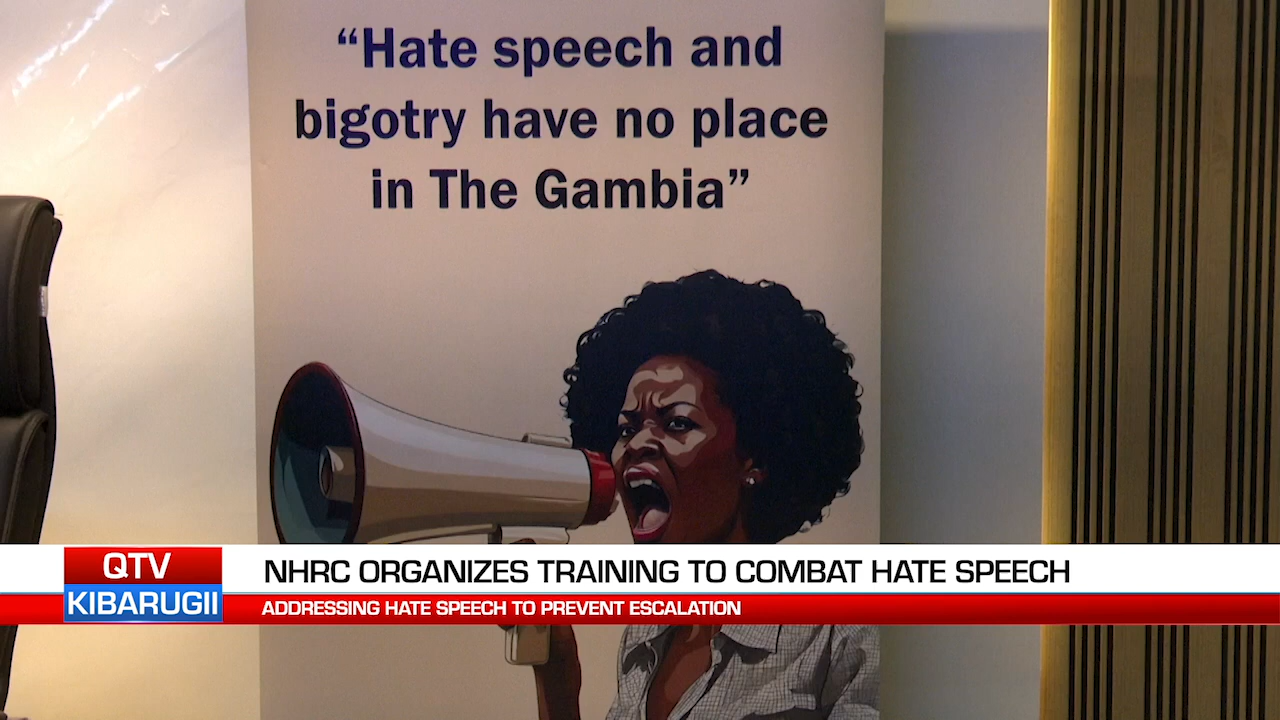 “Hate speech and
bigotry have no place
in The Gambia”
QTV
KIBARUGII
NHRC ORGANIZES TRAINING TO COMBAT HATE SPEECH
ADDRESSING HATE SPEECH TO PREVENT ESCALATION